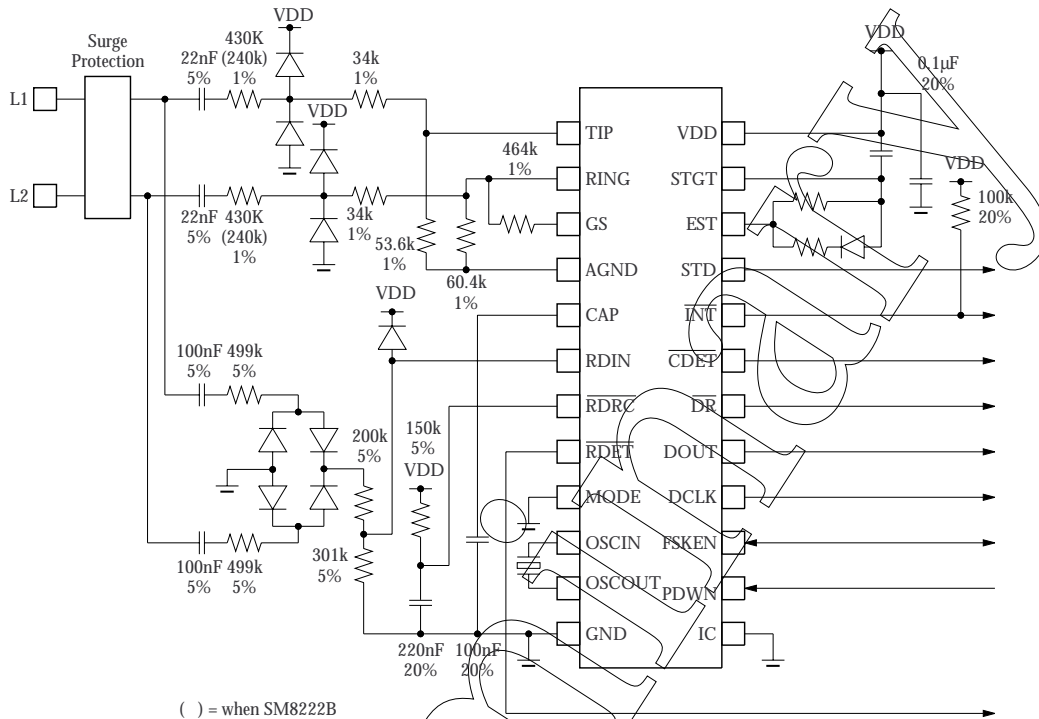 Surge
Protection
L1
L2
22nF
5%
430K
(240k)
1%
VDD
34k
1%
VDD
22nF
5%
430K
(240k)
1%
34k
1%
464k
1%
53.6k
1%
60.4k
1%
VDD
100nF
5%
499k
5%
200k
5%
150k
5%
VDD
100nF
5%
499k
5%
301k
5%
220nF
20%
100nF
20%
TIP
RING
GS
AGND
CAP
RDIN
RDRC
RDET
MODE
OSCIN
OSCOUT
GND
VDD
STGT
EST
STD
INT
CDET
DR
DOUT
DCLK
FSKEN
PDWN
IC
VDD
0.1µF
20%
VDD
100k
20%
( ) = when SM8222B